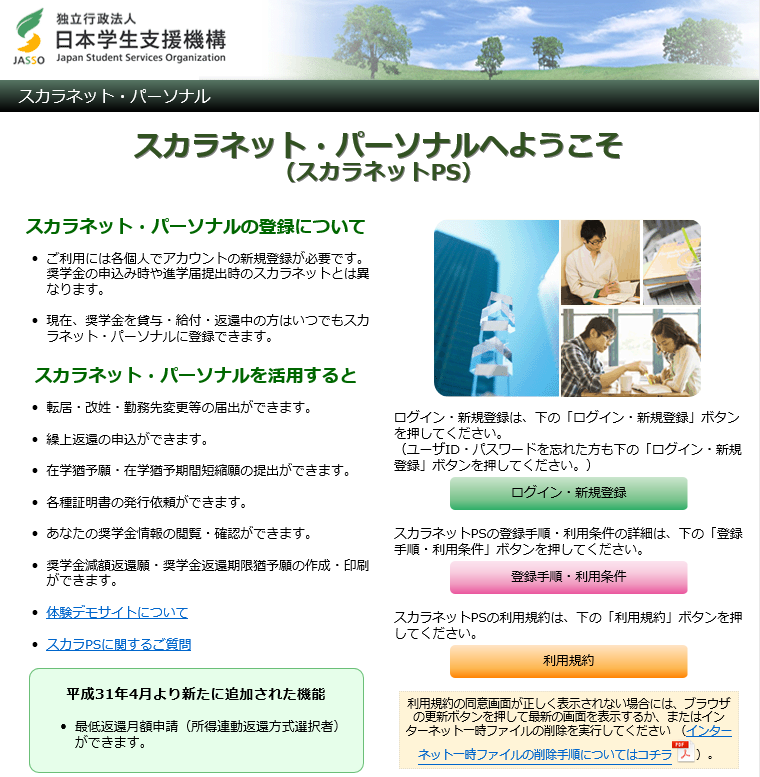 独立行政法人
日本学生支援機構
Japan Student Services Organization
JASSO
スカラネット・パーソナル
スカラネット・パーソナルへようこそ
(スカラネットPS)
スカラネット・パーソナルの登録について
• ご利用には各個人でアカウントの新規登録が必要です。
奨学金の申込み時や進学届提出時のスカラネットとは異
なります。
• 現在、奨学金を貸与・給付・返還中の方はいつでもスカ
ラネット・パーソナルに登録できます。
スカラネット・パーソナルを活用すると
• 転居・改姓・勤務先変更等の届出ができます。
• 繰上返還の申込ができます。
• 在学猶予願・在学猶予期間短縮願の提出ができます。
• 各種証明書の発行依頼ができます。
• あなたの奨学金情報の閲覧・確認ができます。
• 奨学金減額返還願・奨学金返還期限猶予願の作成・印刷
ができます。
• 体験デモサイトについて
• スカラPSに関するご質問
平成31年4月より新たに追加された機能
• 最低返還月額申請（所得連動返還方式選択者）
ができます。
ログイン・新規登録は、下の「ログイン・新規登録」ボタン
を押してください。
（ユーザID・パスワードを忘れた方も下の「ログイン・新規
登録」ボタンを押してください。）
ログイン・新規登録
スカラネットPSの登録手順・利用条件の詳細は、下の「登録
手順・利用条件」ボタンを押してください。
登録手順・利用条件
スカラネットPSの利用規約は、下の「利用規約」ボタンを押
してください。
利用規約
利用規約の同意画面が正しく表示されない場合には、ブラウザ
の更新ボタンを押して最新の画面を表示するか、またはイン
ターネット一時ファイルの削除を実行してください （インター
ネット一時ファイルの削除手順についてはコチラ PDF ）。